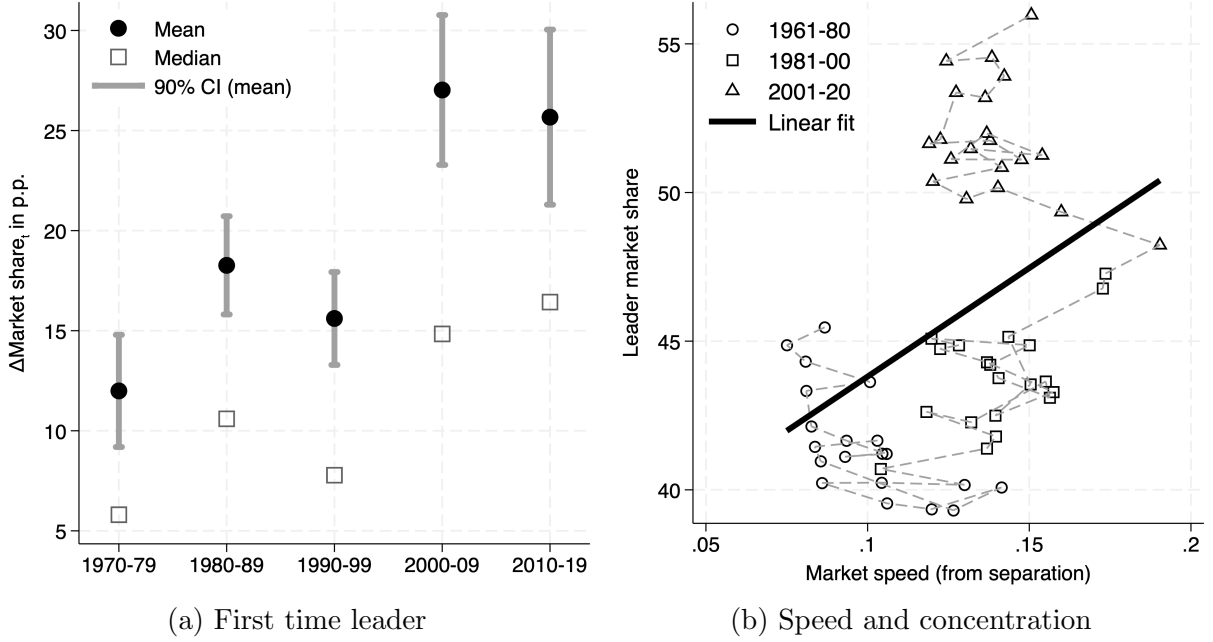 Mean
Median
90% CI (mean)
ΔMarket shareₜ in p.p.
30
25
20
15
10
5
1970-79 1980-89 1990-99 2000-09 2010-19
(a) First time leader
1961-80
1981-00
2001-20
Linear fit
Leader market share
55
50
45
40
.05 .1 .15 .2
Market speed (from separation)
(b) Speed and concentration